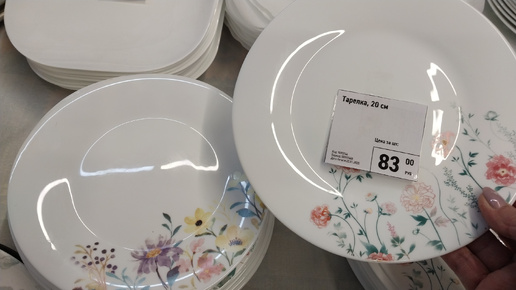 Тарелка, 20 см
Цена за шт.
83 00
РУБ